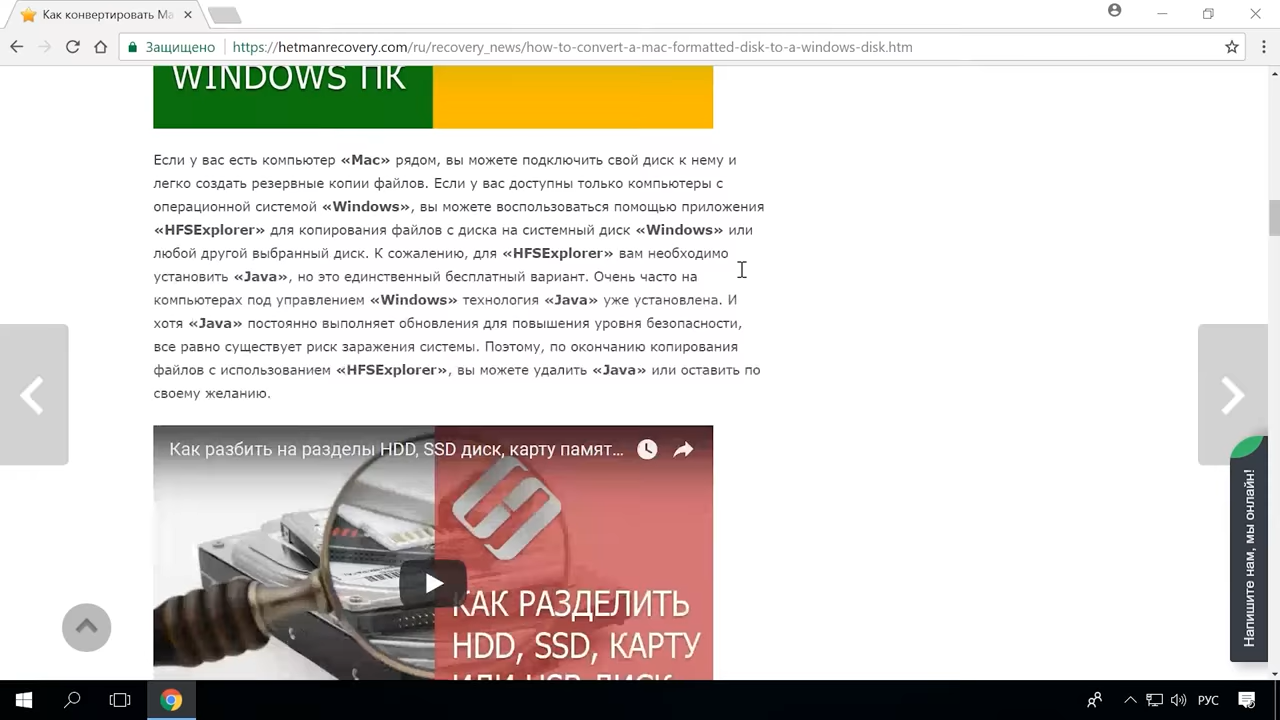 Как конвертировать Ма
Защищено
https://hetmanrecovery.com/ru/recovery_news/how-to-convert-a-mac-formatted-disk-to-a-windows-disk.htm
WINDOWS ПК
Если у вас есть компьютер «Mac» рядом, вы можете подключить свой диск к нему и
легко создать резервные копии файлов. Если у вас доступны только компьютеры с
операционной системой «Windows», вы можете воспользоваться помощью приложения
«HFSExplorer» для копирования файлов с диска на системный диск «Windows» или
любой другой выбранный диск. К сожалению, для «HFSExplorer» вам необходимо
установить «Java», но это единственный бесплатный вариант. Очень часто на
компьютерах под управлением «Windows» технология «Java» уже установлена. И
хотя «Java» постоянно выполняет обновления для повышения уровня безопасности,
все равно существует риск заражения системы. Поэтому, по окончанию копирования
файлов с использованием «HFSExplorer», вы можете удалить «Java» или оставить по
своему желанию.
Как разбить на разделы HDD, SSD диск, карту памят...
КАК РАЗДЕЛИТЬ
HDD, SSD, КАРТУ
ИЛИ USB ДИСК
Напишите нам, мы онлайн!
РУС